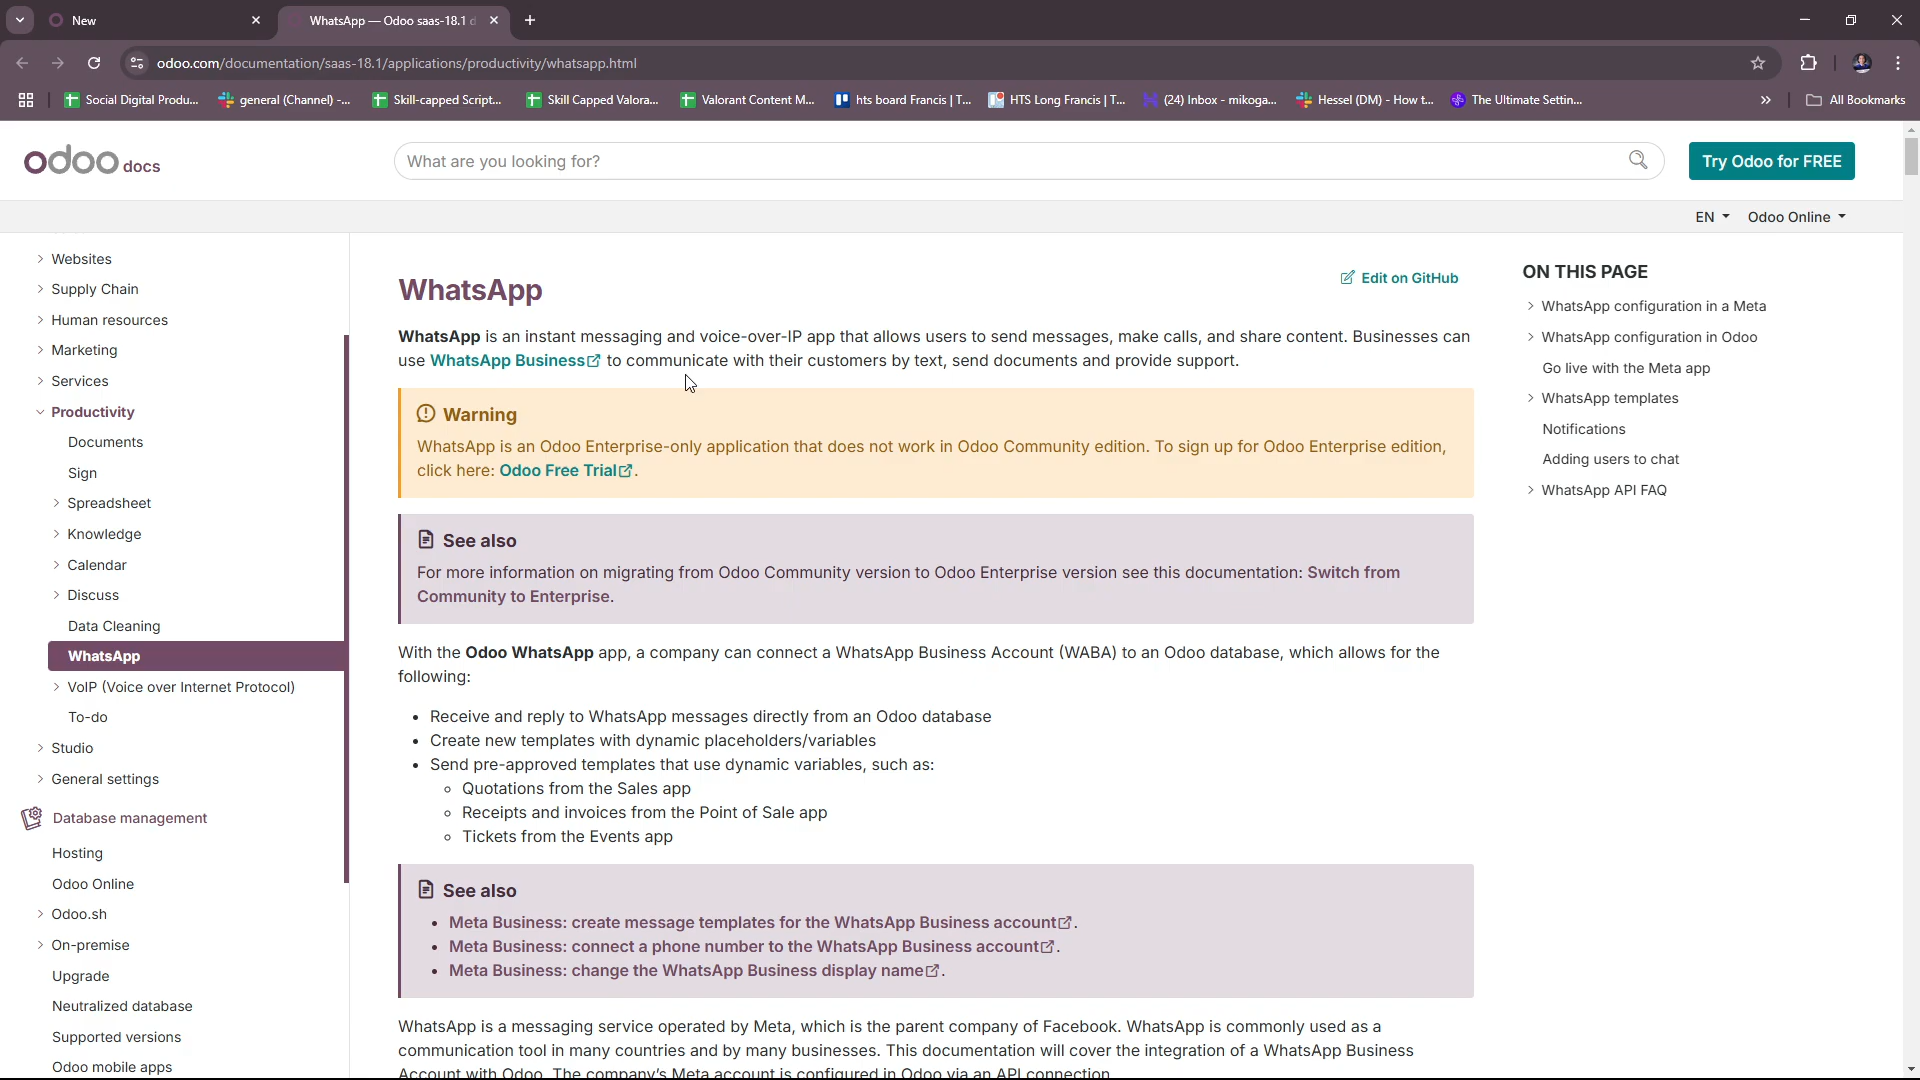 New
WhatsApp — Odoo saas-18.1 d
odoo.com/documentation/saas-18.1/applications/productivity/whatsapp.html
Social Digital Produ...
general (Channel) -...
Skill-capped Script...
Skill Capped Valora...
Valorant Content M...
hts board Francis | T...
HTS Long Francis | T...
(24) Inbox - mikoga...
Hessel (DM) - How t...
The Ultimate Settin...
All Bookmarks
odoo docs
What are you looking for?
Try Odoo for FREE
EN
Odoo Online
Websites
Supply Chain
Human resources
Marketing
Services
Productivity
Documents
Sign
Spreadsheet
Knowledge
Calendar
Discuss
Data Cleaning
WhatsApp
VoIP (Voice over Internet Protocol)
To-do
Studio
General settings
Database management
Hosting
Odoo Online
Odoo.sh
On-premise
Upgrade
Neutralized database
Supported versions
Odoo mobile apps
WhatsApp
Edit on GitHub
WhatsApp is an instant messaging and voice-over-IP app that allows users to send messages, make calls, and share content. Businesses can
use WhatsApp Business to communicate with their customers by text, send documents and provide support.
Warning
WhatsApp is an Odoo Enterprise-only application that does not work in Odoo Community edition. To sign up for Odoo Enterprise edition,
click here: Odoo Free Trial.
See also
For more information on migrating from Odoo Community version to Odoo Enterprise version see this documentation: Switch from
Community to Enterprise.
With the Odoo WhatsApp app, a company can connect a WhatsApp Business Account (WABA) to an Odoo database, which allows for the
following:
• Receive and reply to WhatsApp messages directly from an Odoo database
• Create new templates with dynamic placeholders/variables
• Send pre-approved templates that use dynamic variables, such as:
◦ Quotations from the Sales app
◦ Receipts and invoices from the Point of Sale app
◦ Tickets from the Events app
See also
• Meta Business: create message templates for the WhatsApp Business account.
• Meta Business: connect a phone number to the WhatsApp Business account.
• Meta Business: change the WhatsApp Business display name.
WhatsApp is a messaging service operated by Meta, which is the parent company of Facebook. WhatsApp is commonly used as a
communication tool in many countries and by many businesses. This documentation will cover the integration of a WhatsApp Business
Account with Odoo. The company's Meta account is configured in Odoo via an API connection.
ON THIS PAGE
WhatsApp configuration in a Meta
WhatsApp configuration in Odoo
Go live with the Meta app
WhatsApp templates
Notifications
Adding users to chat
WhatsApp API FAQ